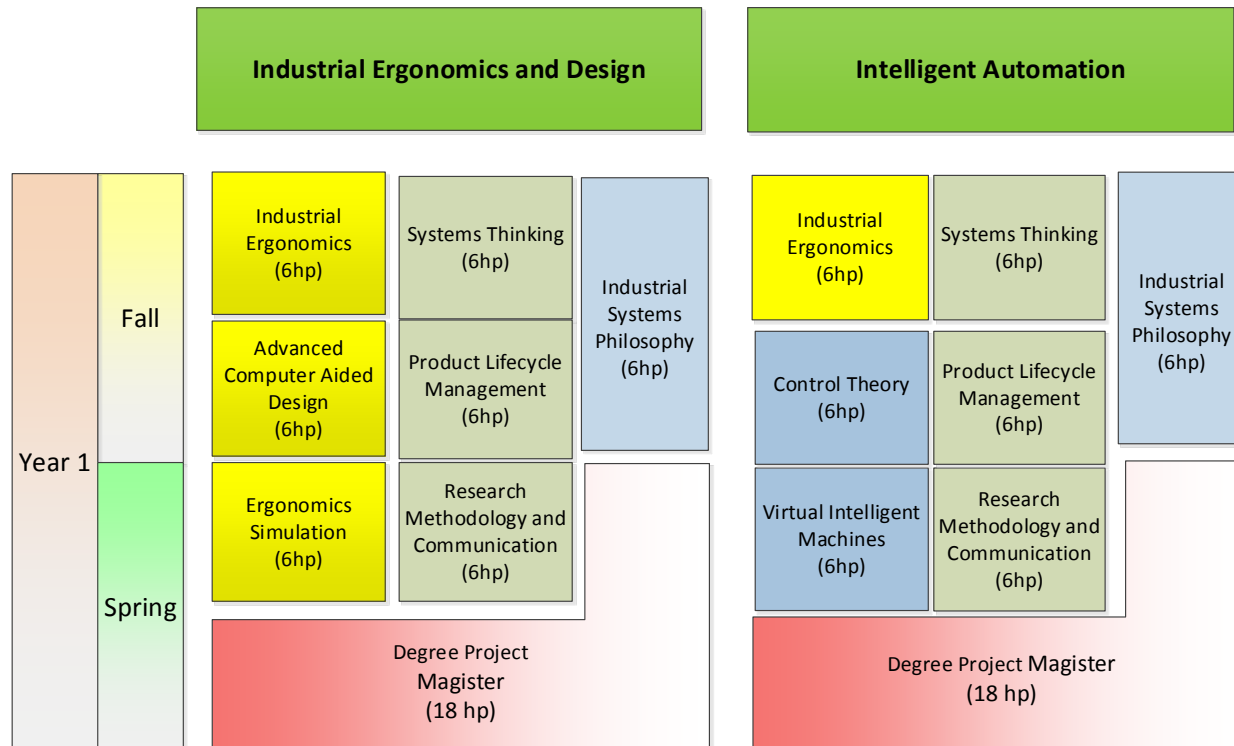 Industrial Ergonomics and Design
Intelligent Automation
Year 1
Fall
Spring
Industrial
Ergonomics
(6hp)
Systems Thinking
(6hp)
Industrial
Systems
Philosophy
(6hp)
Advanced
Computer Aided
Design
(6hp)
Product Lifecycle
Management
(6hp)
Ergonomics
Simulation
(6hp)
Research
Methodology and
Communication
(6hp)
Degree Project
Magister
(18 hp)
Industrial
Ergonomics
(6hp)
Systems Thinking
(6hp)
Industrial
Systems
Philosophy
(6hp)
Control Theory
(6hp)
Product Lifecycle
Management
(6hp)
Virtual Intelligent
Machines
(6hp)
Research
Methodology and
Communication
(6hp)
Degree Project Magister
(18 hp)